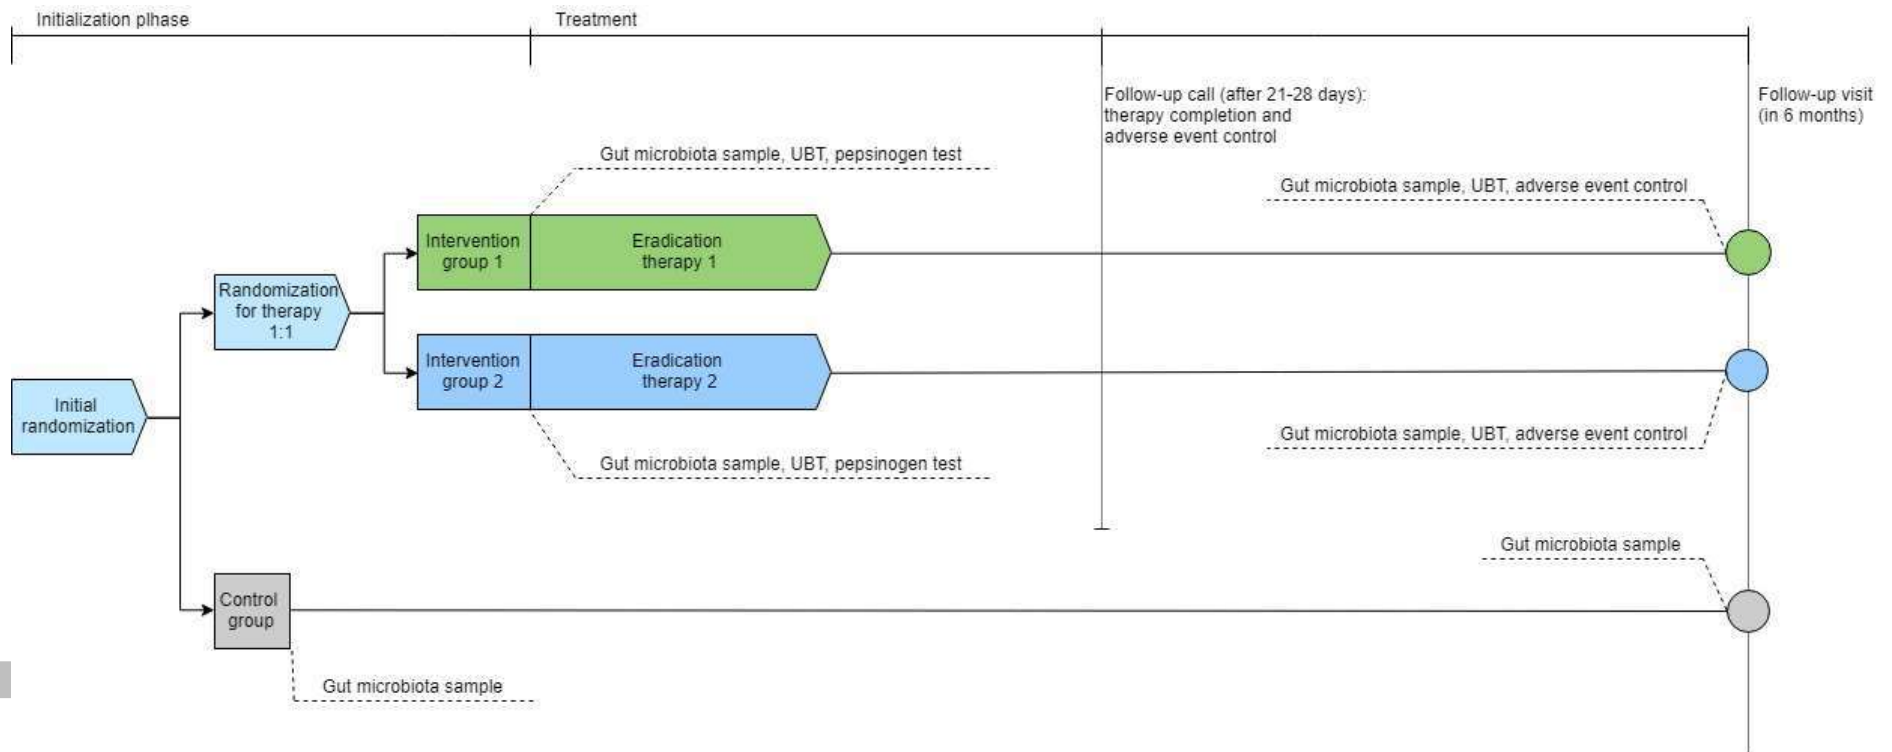 Initialization plhase
Treatment
Follow-up call (after 21-28 days):
therapy completion and
adverse event control
Follow-up visit
(in 6 months)
Gut microbiota sample, UBT, pepsinogen test
Gut microbiota sample, UBT, adverse event control
Intervention
group 1
Eradication
therapy 1
Randomization
for therapy
1:1
Intervention
group 2
Eradication
therapy 2
Initial
randomization
Gut microbiota sample, UBT, adverse event control
Gut microbiota sample, UBT, pepsinogen test
Gut microbiota sample
Control
group
Gut microbiota sample